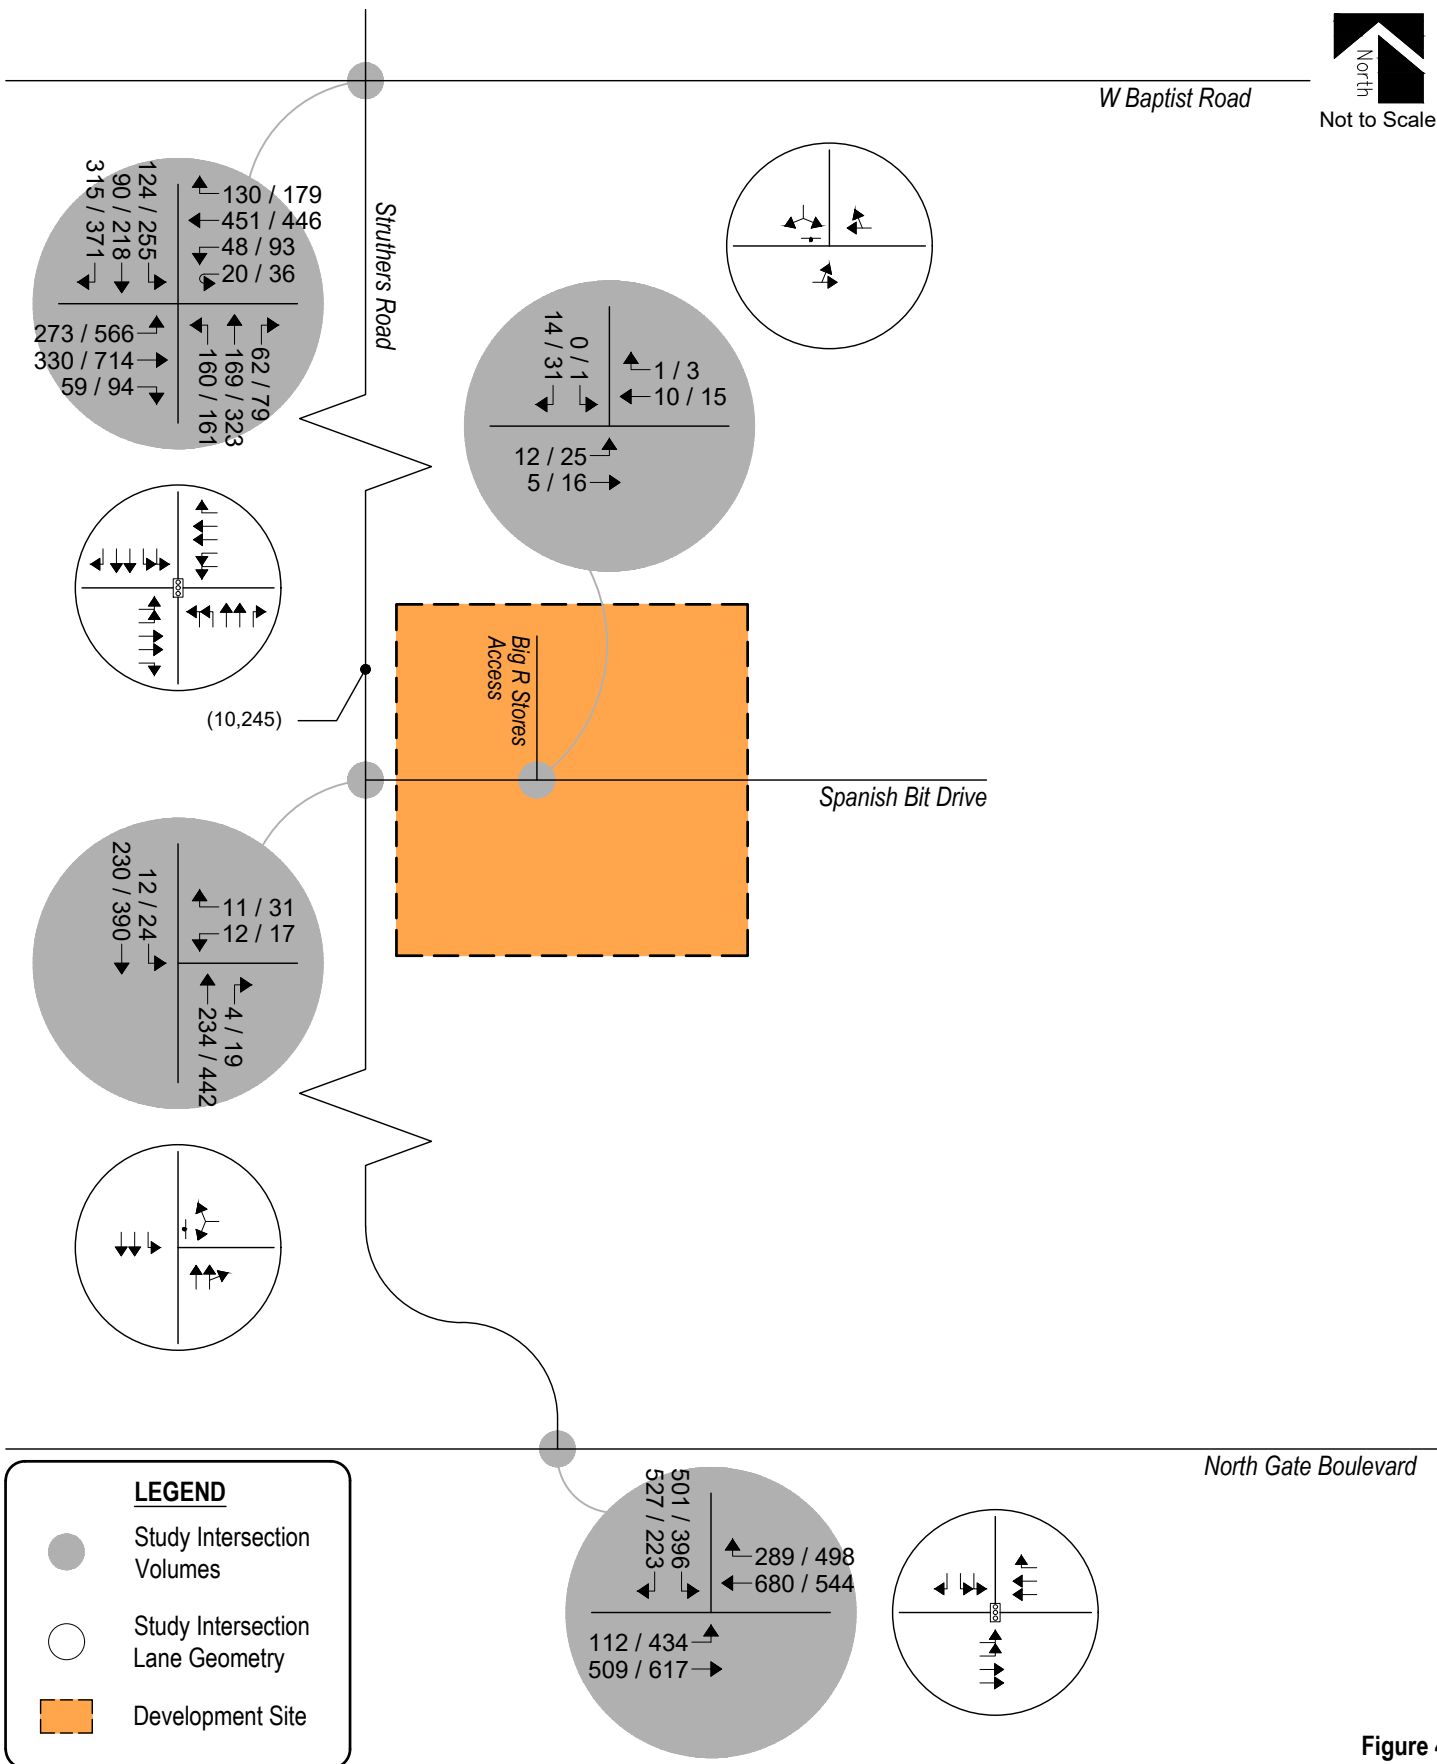 North
Not to Scale
W Baptist Road
Struthers Road
124 / 255
90 / 218
315 / 371
130 / 179
451 / 446
48 / 93
20 / 36
273 / 566
330 / 714
59 / 94
62 / 79
169 / 323
160 / 161
0 / 1
14 / 31
1 / 3
10 / 15
12 / 25
5 / 16
Big R Stores
Access
(10,245)
Spanish Bit Drive
12 / 24
230 / 390
11 / 31
12 / 17
4 / 19
234 / 442
North Gate Boulevard
501 / 396
527 / 223
289 / 498
680 / 544
112 / 434
509 / 617
LEGEND
Study Intersection
Volumes
Study Intersection
Lane Geometry
Development Site
Figure